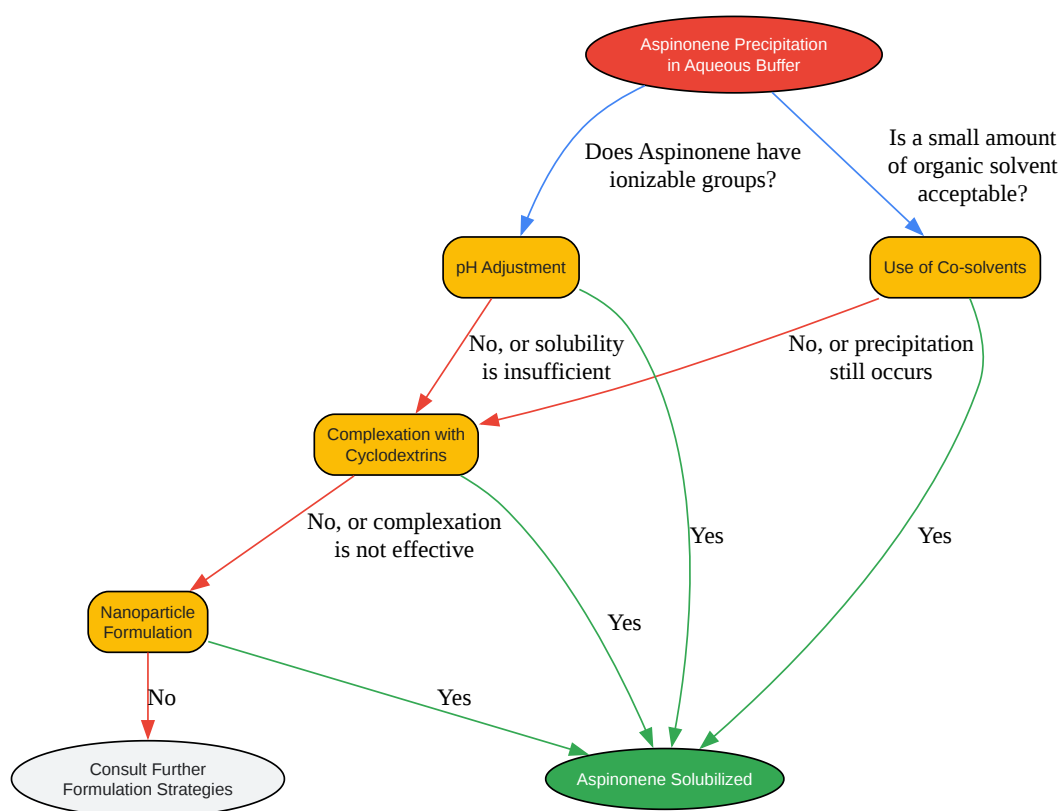 Aspinonene Precipitation
in Aqueous Buffer
Does Aspinonene have
ionizable groups?
Is a small amount
of organic solvent
acceptable?
pH Adjustment
Use of Co-solvents
No, or solubility
is insufficient
No, or precipitation
still occurs
Complexation with
Cyclodextrins
No, or complexation
is not effective
Yes
Yes
Nanoparticle
Formulation
Yes
No
Yes
Consult Further
Formulation Strategies
Aspinonene Solubilized